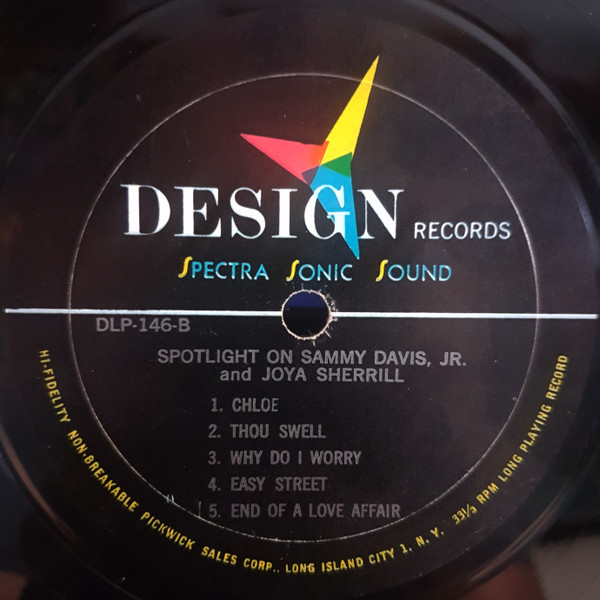 DESIGN RECORDS
SPECTRA SONIC SOUND
DLP-146-B
SPOTLIGHT ON SAMMY DAVIS, JR.
and JOYA SHERRILL
1. CHLOE
2. THOU SWELL
3. WHY DO I WORRY
4. EASY STREET
5. END OF A LOVE AFFAIR
HI-FIDELITY NON-BREAKABLE PICKWICK SALES CORP.. LONG ISLAND CITY 1, N. Y. 33⅓ RPM LONG PLAYING RECORD